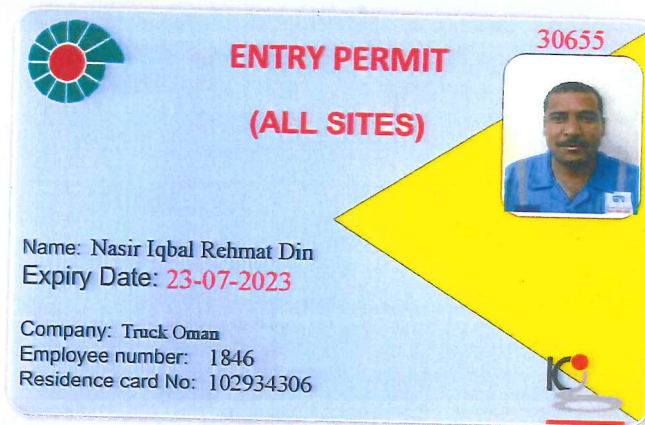 ENTRY PERMIT
(ALL SITES)
30655
Name: Nasir Iqbal Rehmat Din
Expiry Date: 23-07-2023
Company: Truck Oman
Employee number: 1846
Residence card No: 102934306